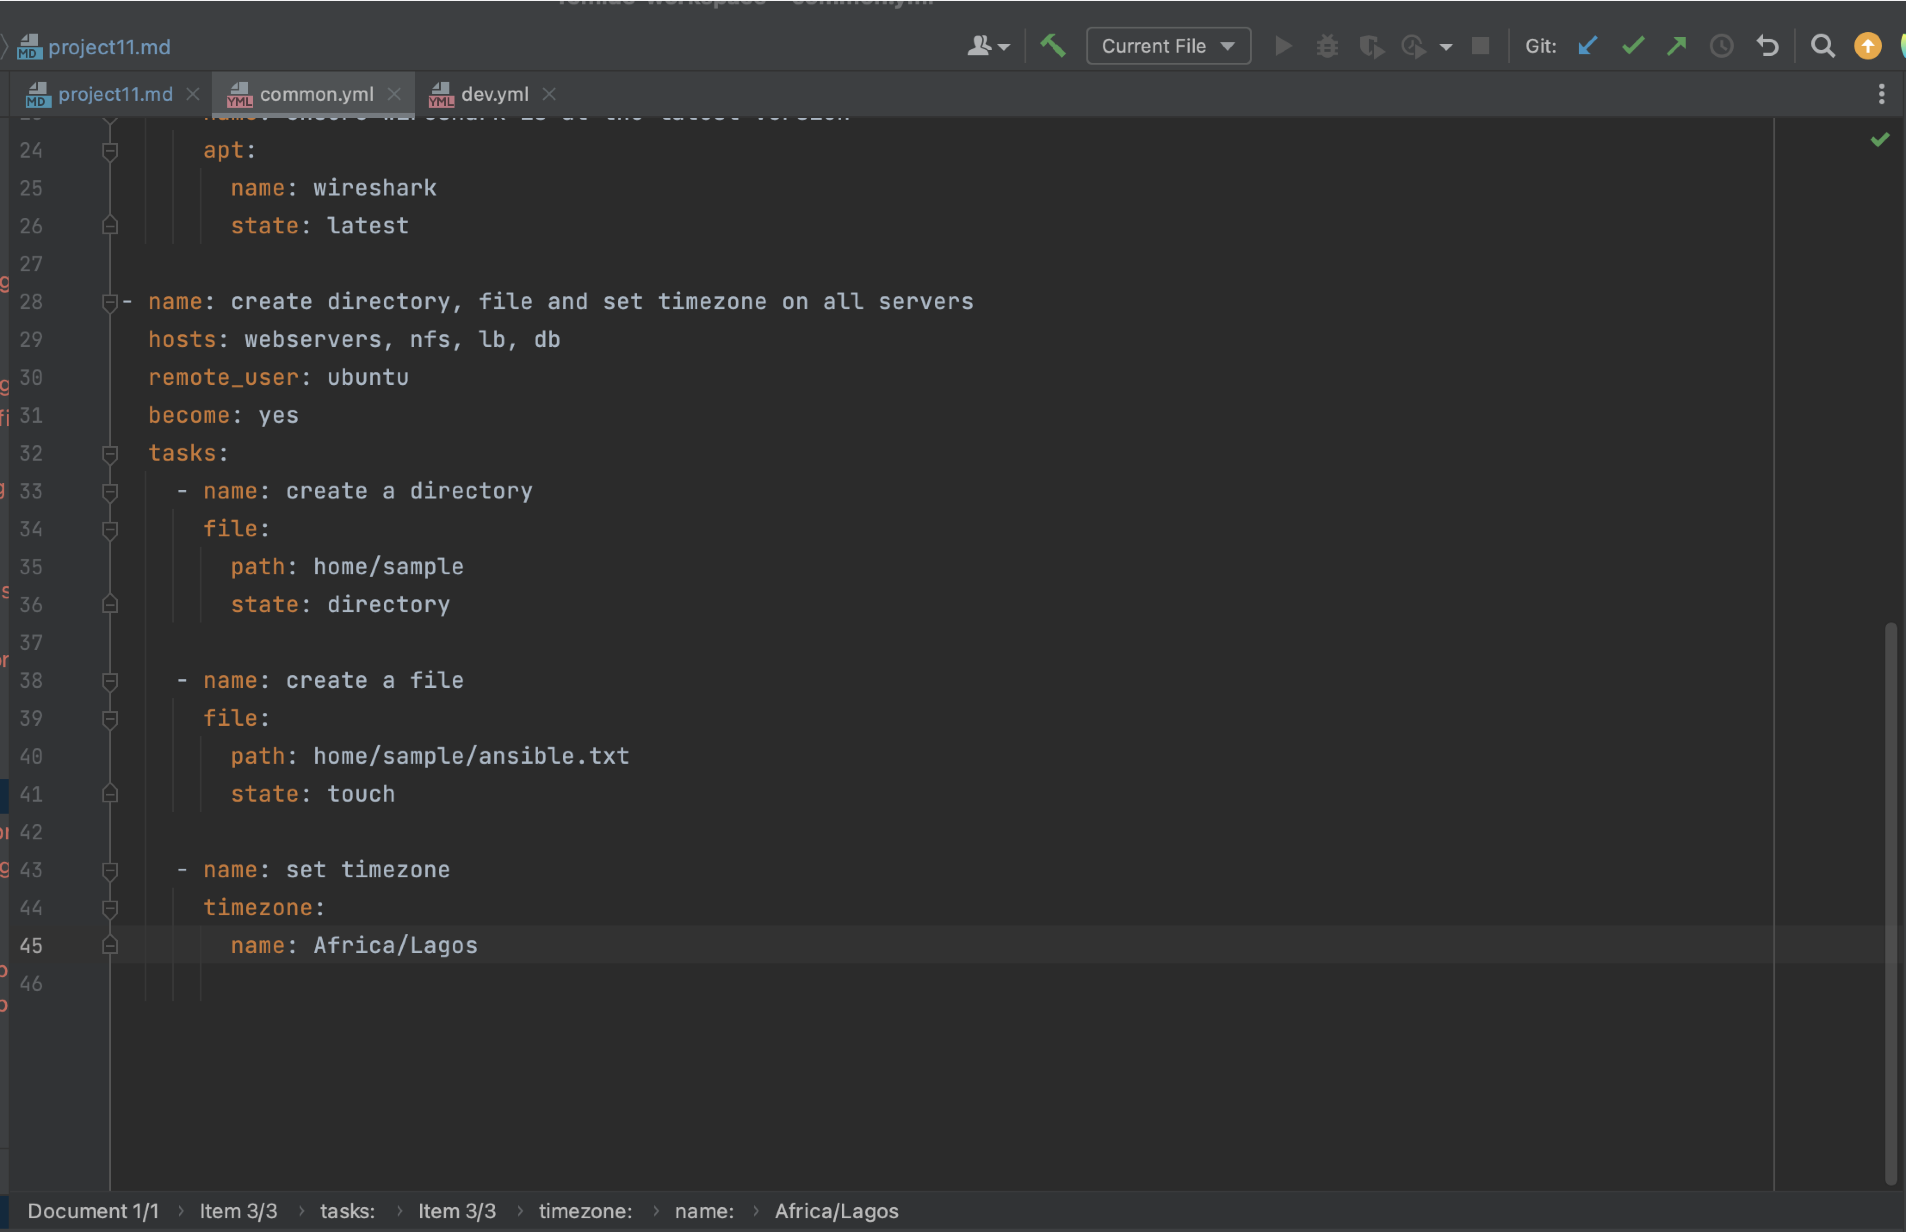 project11.md
Current File
Git:
project11.md
common.yml
dev.yml
24 apt:
25 name: wireshark
26 state: latest
27
28 - name: create directory, file and set timezone on all servers
29 hosts: webservers, nfs, lb, db
30 remote_user: ubuntu
31 become: yes
32 tasks:
33 - name: create a directory
34 file:
35 path: home/sample
36 state: directory
37
38 - name: create a file
39 file:
40 path: home/sample/ansible.txt
41 state: touch
42
43 - name: set timezone
44 timezone:
45 name: Africa/Lagos
46
Document 1/1 › Item 3/3 › tasks: › Item 3/3 › timezone: › name: › Africa/Lagos